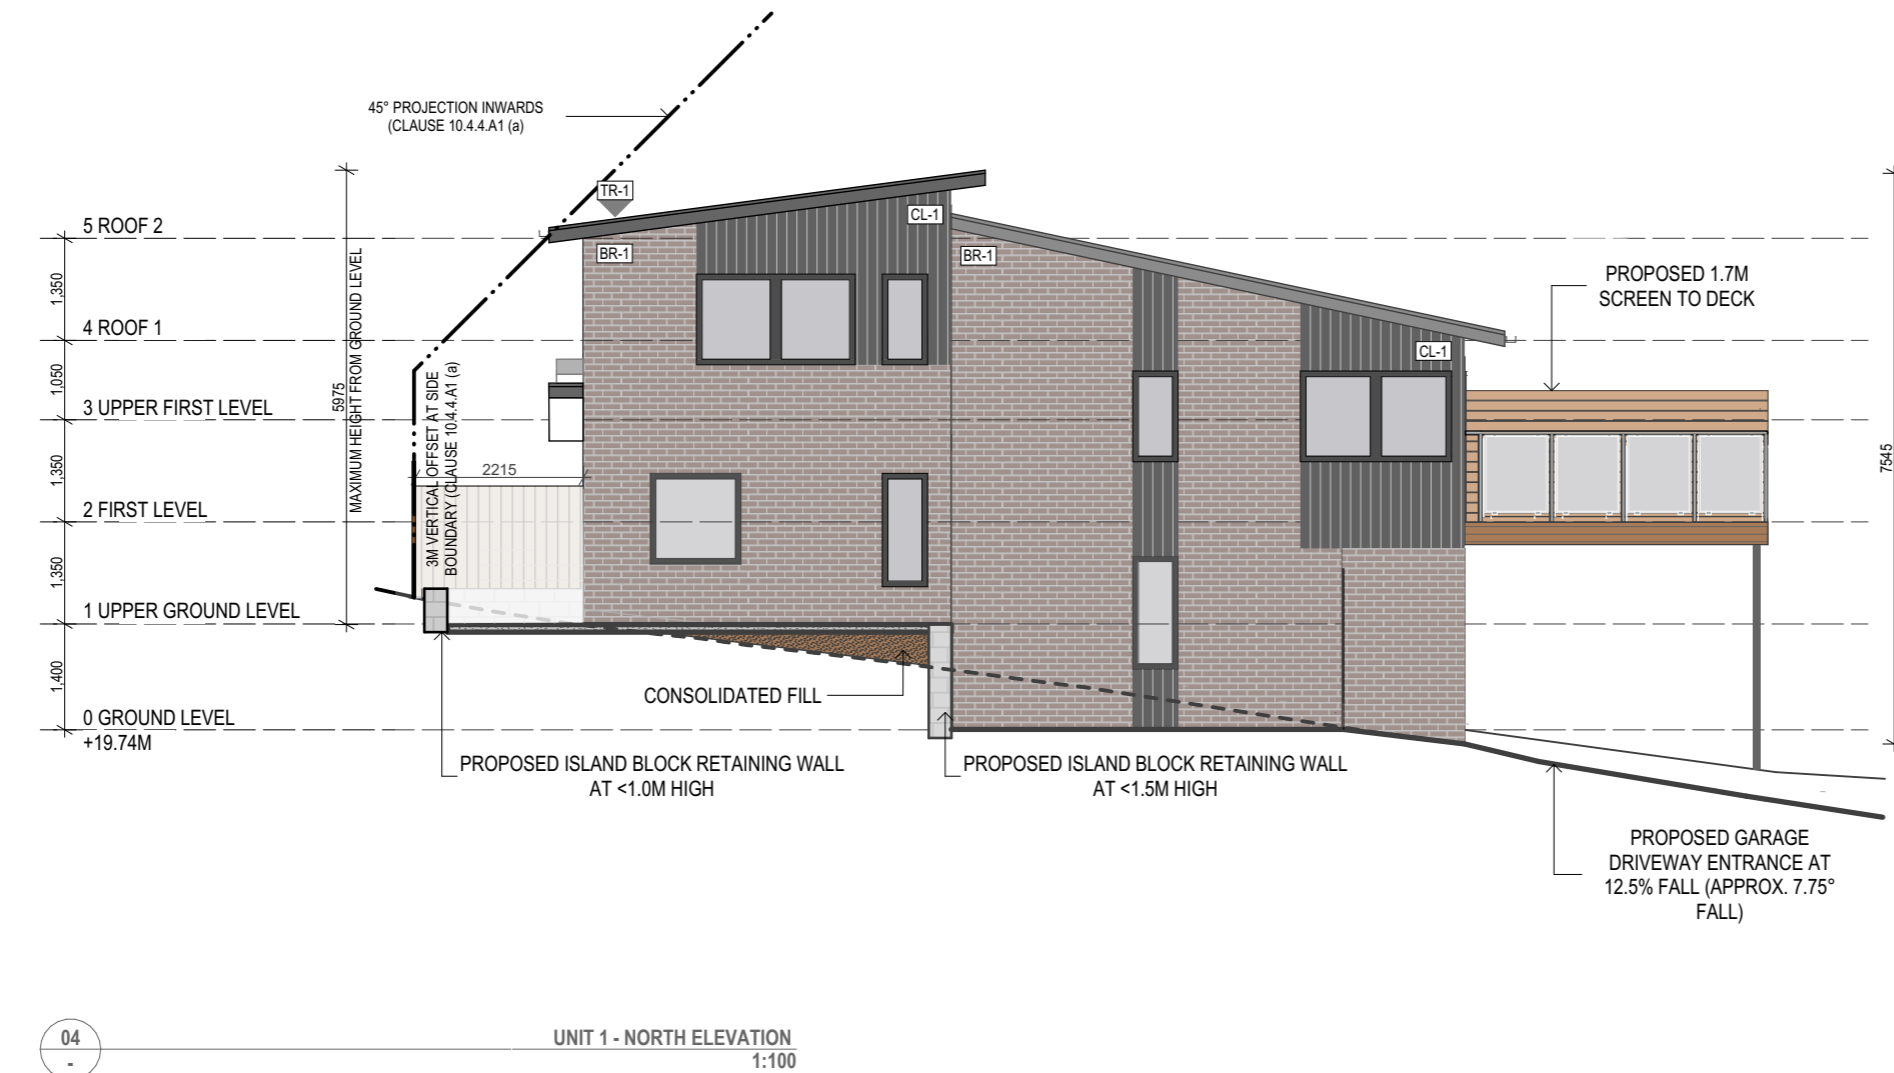 45° PROJECTION INWARDS
(CLAUSE 10.4.4.A1 (a)
TR-1
CL-1
5 ROOF 2
BR-1
BR-1
PROPOSED 1.7M
SCREEN TO DECK
1,350
MAXIMUM HEIGHT FROM GROUND LEVEL
5975
4 ROOF 1
CL-1
1,050
3M VERTICAL OFFSET AT SIDE
BOUNDARY (CLAUSE 10.4.4.A1 (a)
3 UPPER FIRST LEVEL
7545
1,350
2215
2 FIRST LEVEL
1,350
1 UPPER GROUND LEVEL
1,400
CONSOLIDATED FILL
0 GROUND LEVEL
+19.74M
PROPOSED ISLAND BLOCK RETAINING WALL
AT <1.0M HIGH
PROPOSED ISLAND BLOCK RETAINING WALL
AT <1.5M HIGH
PROPOSED GARAGE
DRIVEWAY ENTRANCE AT
12.5% FALL (APPROX. 7.75°
FALL)
04
-
UNIT 1 - NORTH ELEVATION
1:100